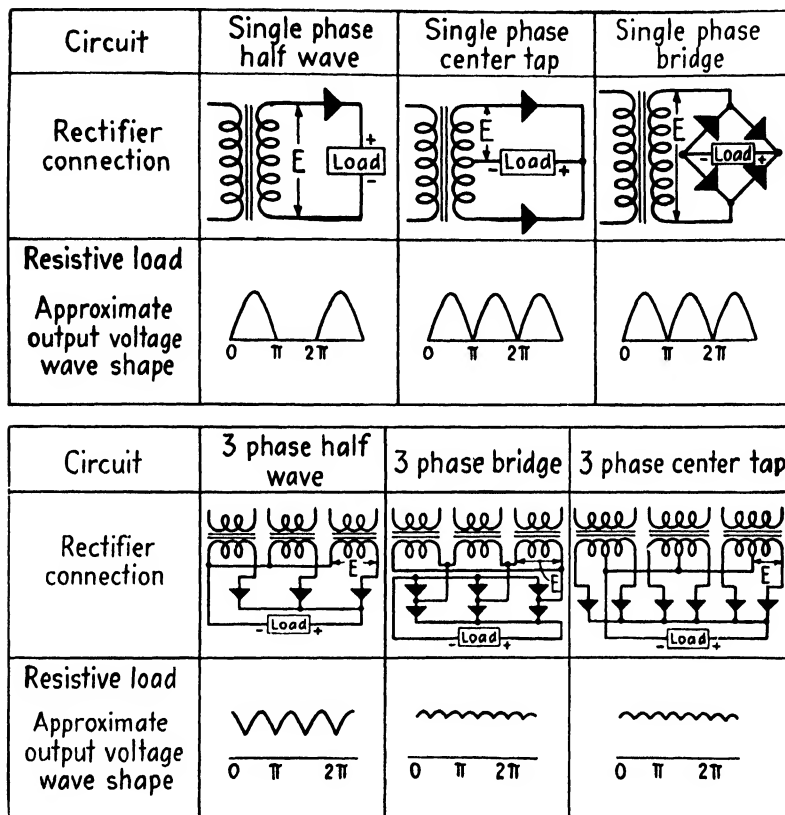 Circuit
Single phase
half wave
Single phase
center tap
Single phase
bridge
Rectifier
connection
E
+
Load
-
E
Load
- +
E
- Load +
Resistive load
Approximate
output voltage
wave shape
0 π 2π
0 π 2π
0 π 2π
Circuit
3 phase half
wave
3 phase bridge
3 phase center tap
Rectifier
connection
E
- Load +
E
- Load +
E
- Load +
Resistive load
Approximate
output voltage
wave shape
0 π 2π
0 π 2π
0 π 2π